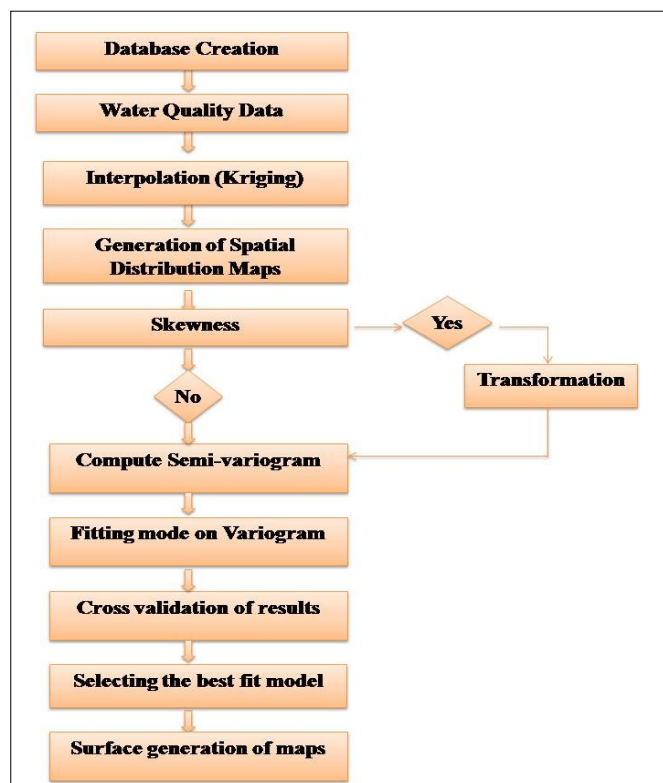 Database Creation
Water Quality Data
Interpolation (Kriging)
Generation of Spatial
Distribution Maps
Skewness
Yes
Transformation
No
Compute Semi-variogram
Fitting mode on Variogram
Cross validation of results
Selecting the best fit model
Surface generation of maps